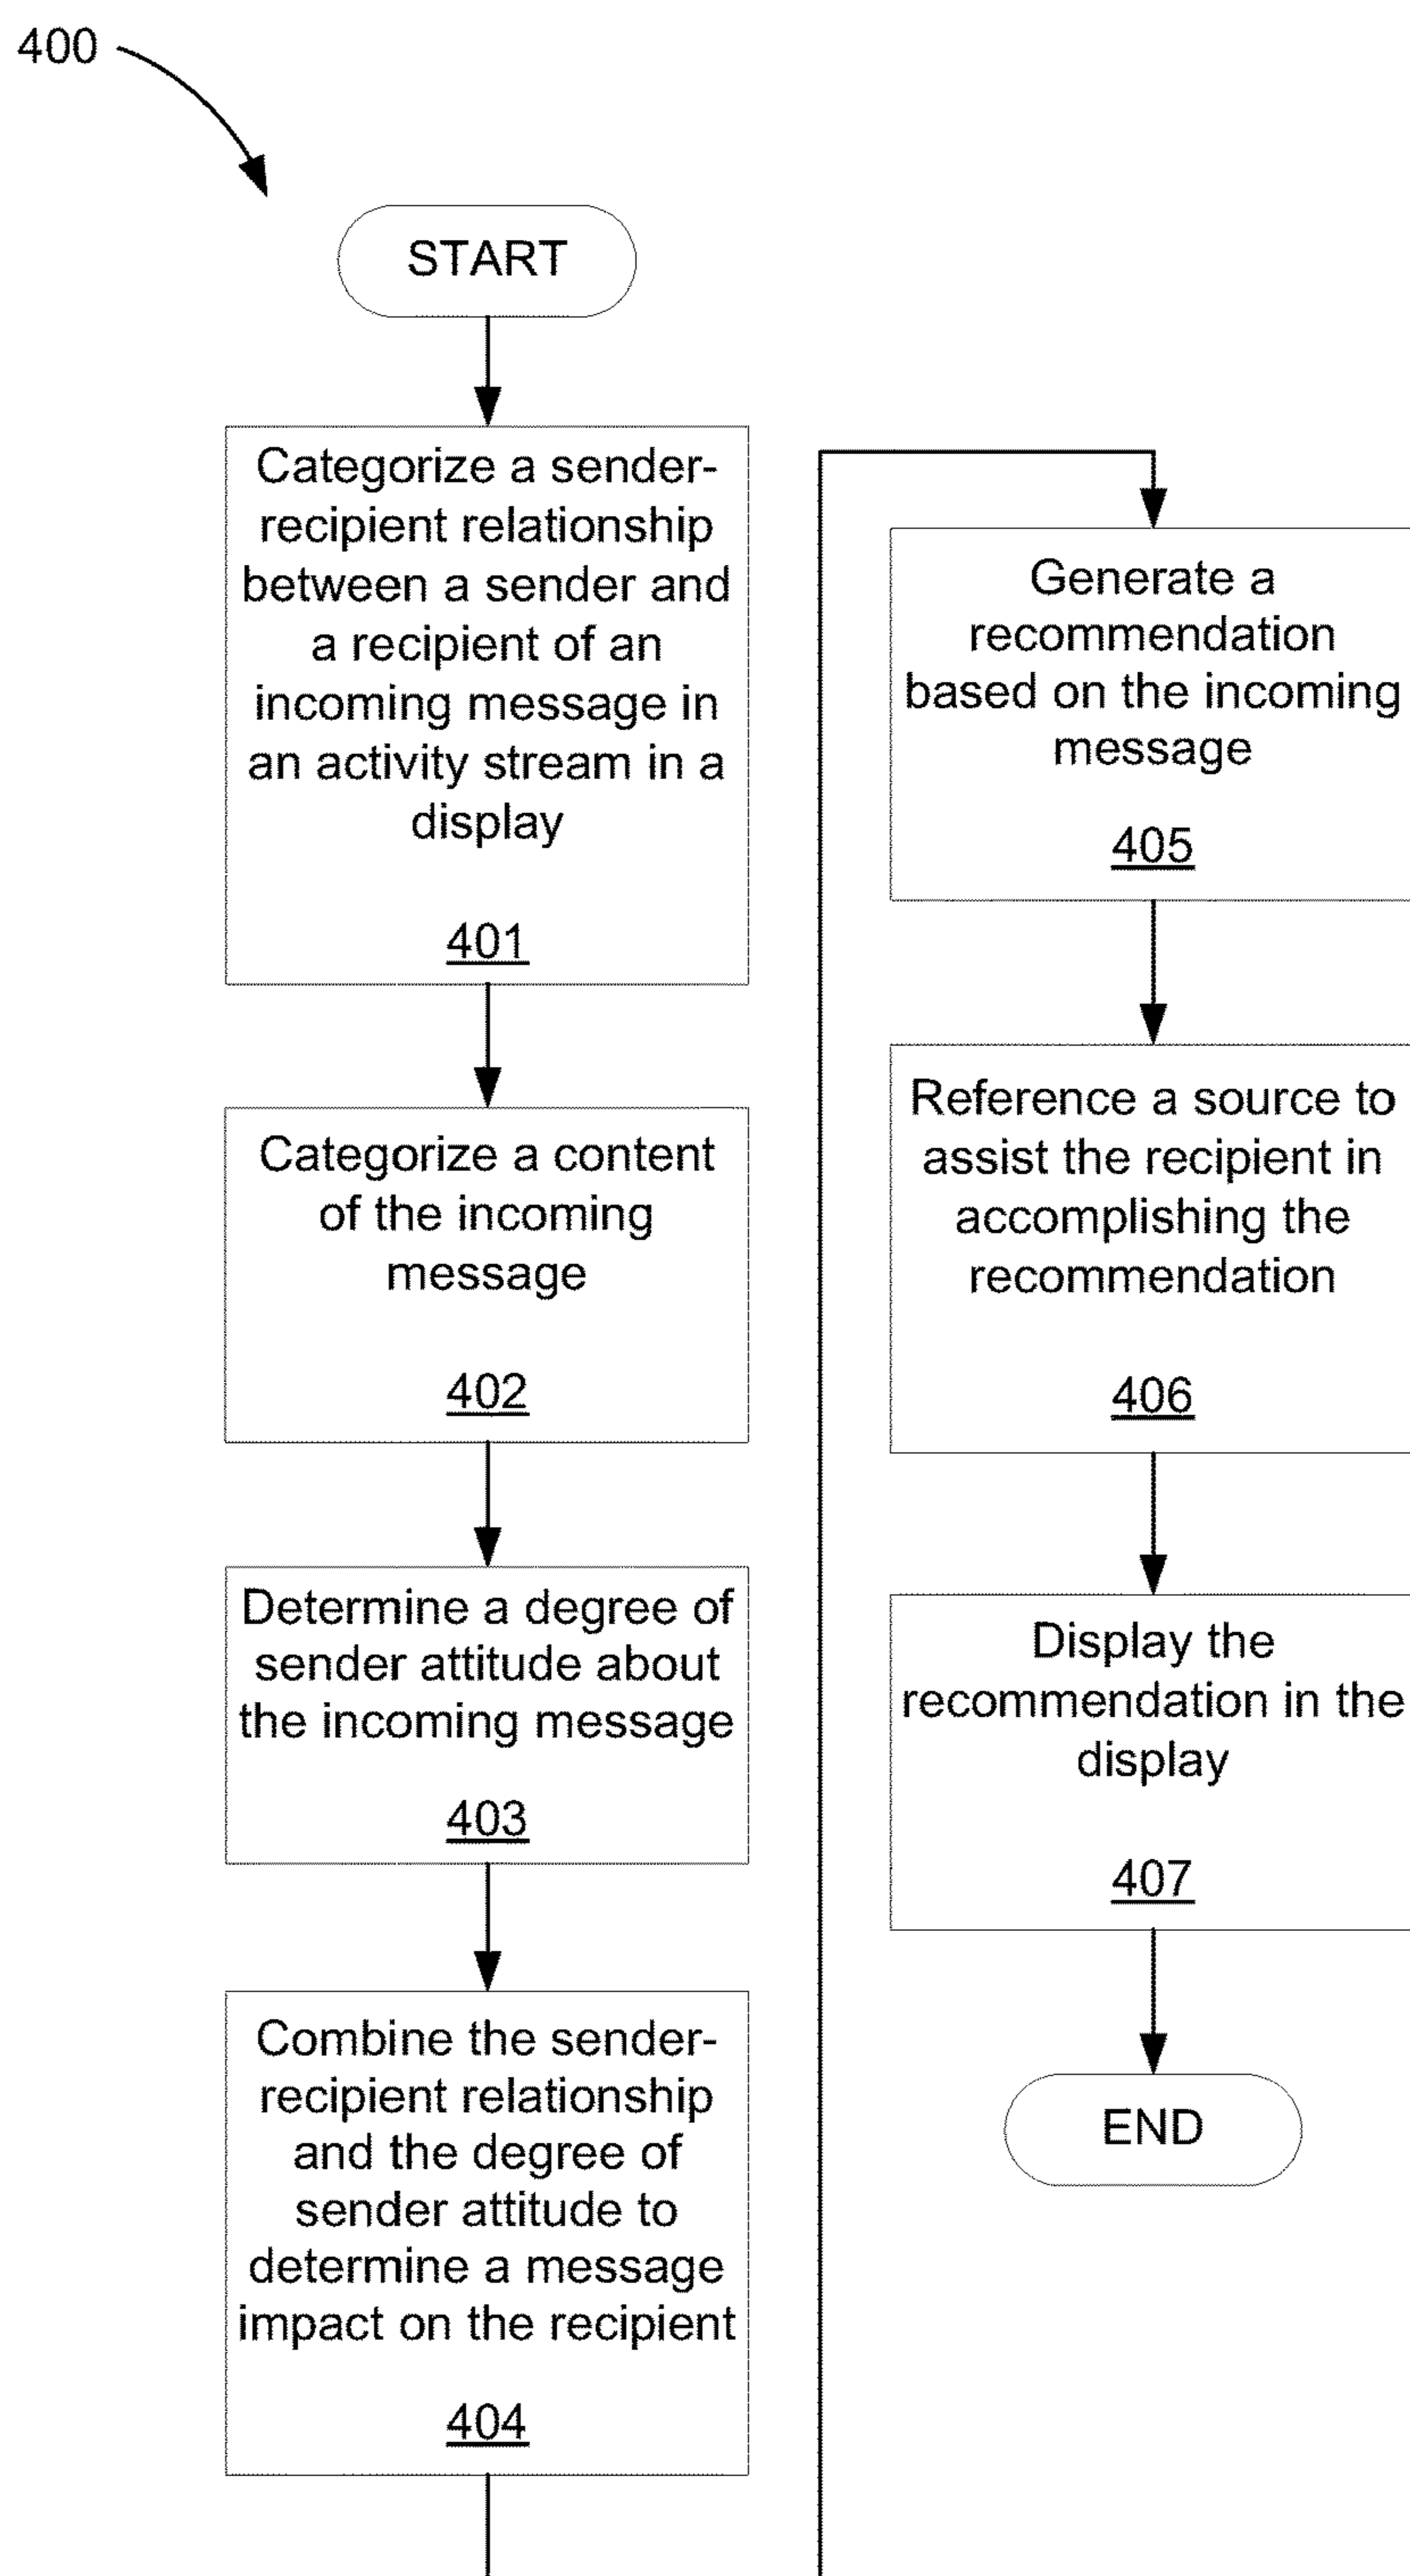 400
START
Categorize a sender-
recipient relationship
between a sender and
a recipient of an
incoming message in
an activity stream in a
display
401
Categorize a content
of the incoming
message
402
Determine a degree of
sender attitude about
the incoming message
403
Combine the sender-
recipient relationship
and the degree of
sender attitude to
determine a message
impact on the recipient
404
Generate a
recommendation
based on the incoming
message
405
Reference a source to
assist the recipient in
accomplishing the
recommendation
406
Display the
recommendation in the
display
407
END